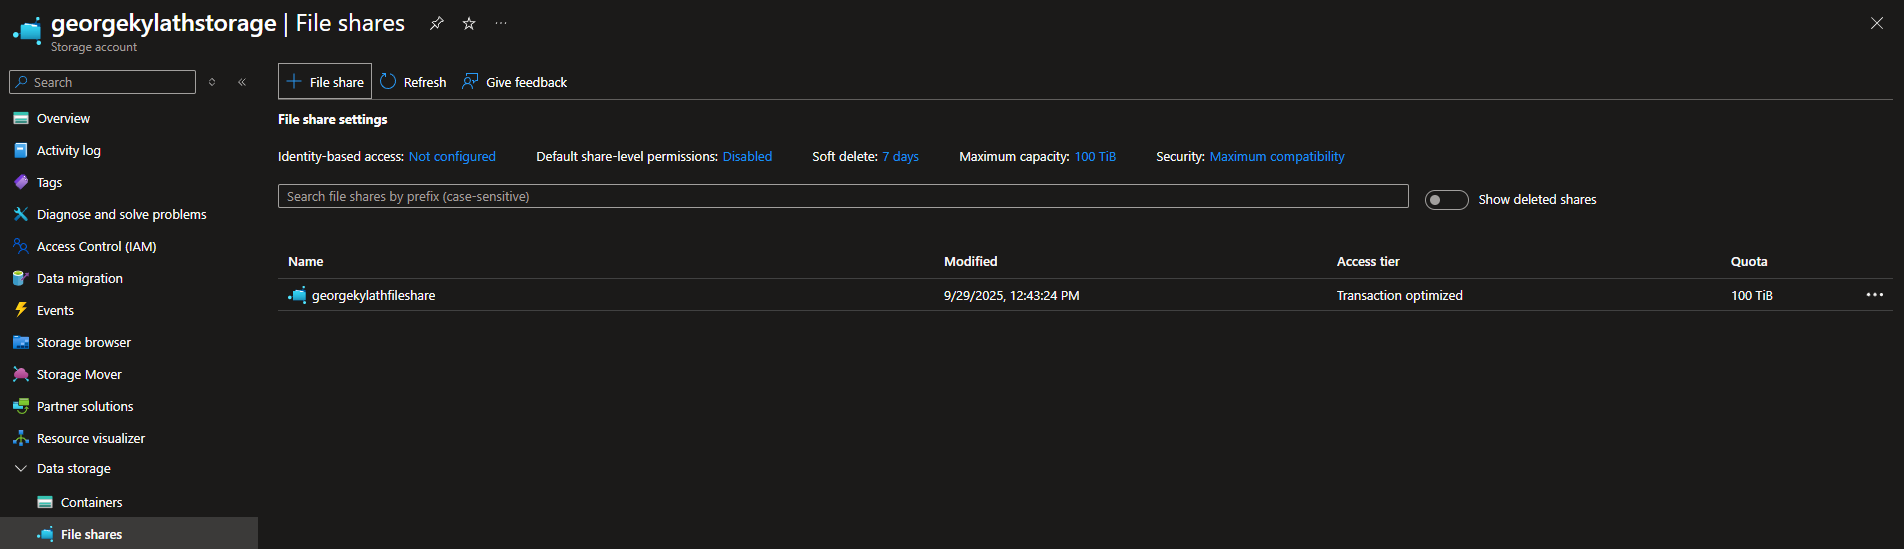 georgekylathstorage | File shares
Storage account
Search
File share
Refresh
Give feedback
Overview
Activity log
Tags
Diagnose and solve problems
Access Control (IAM)
Data migration
Events
Storage browser
Storage Mover
Partner solutions
Resource visualizer
Data storage
Containers
File shares
File share settings
Identity-based access: Not configured
Default share-level permissions: Disabled
Soft delete: 7 days
Maximum capacity: 100 TiB
Security: Maximum compatibility
Search file shares by prefix (case-sensitive)
Show deleted shares
Name Modified Access tier Quota
georgekylathfileshare 9/29/2025, 12:43:24 PM Transaction optimized 100 TiB